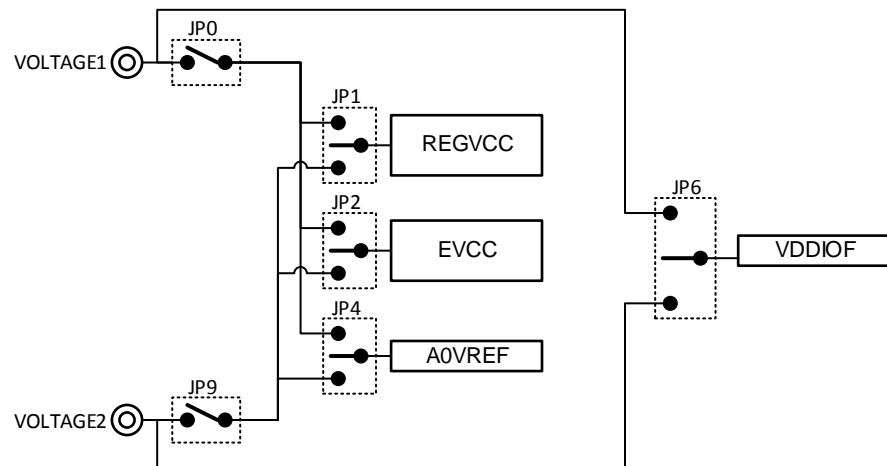 JP0
VOLTAGE1
JP1
REGVCC
JP6
JP2
EVCC
VDDIOF
JP4
A0VREF
JP9
VOLTAGE2